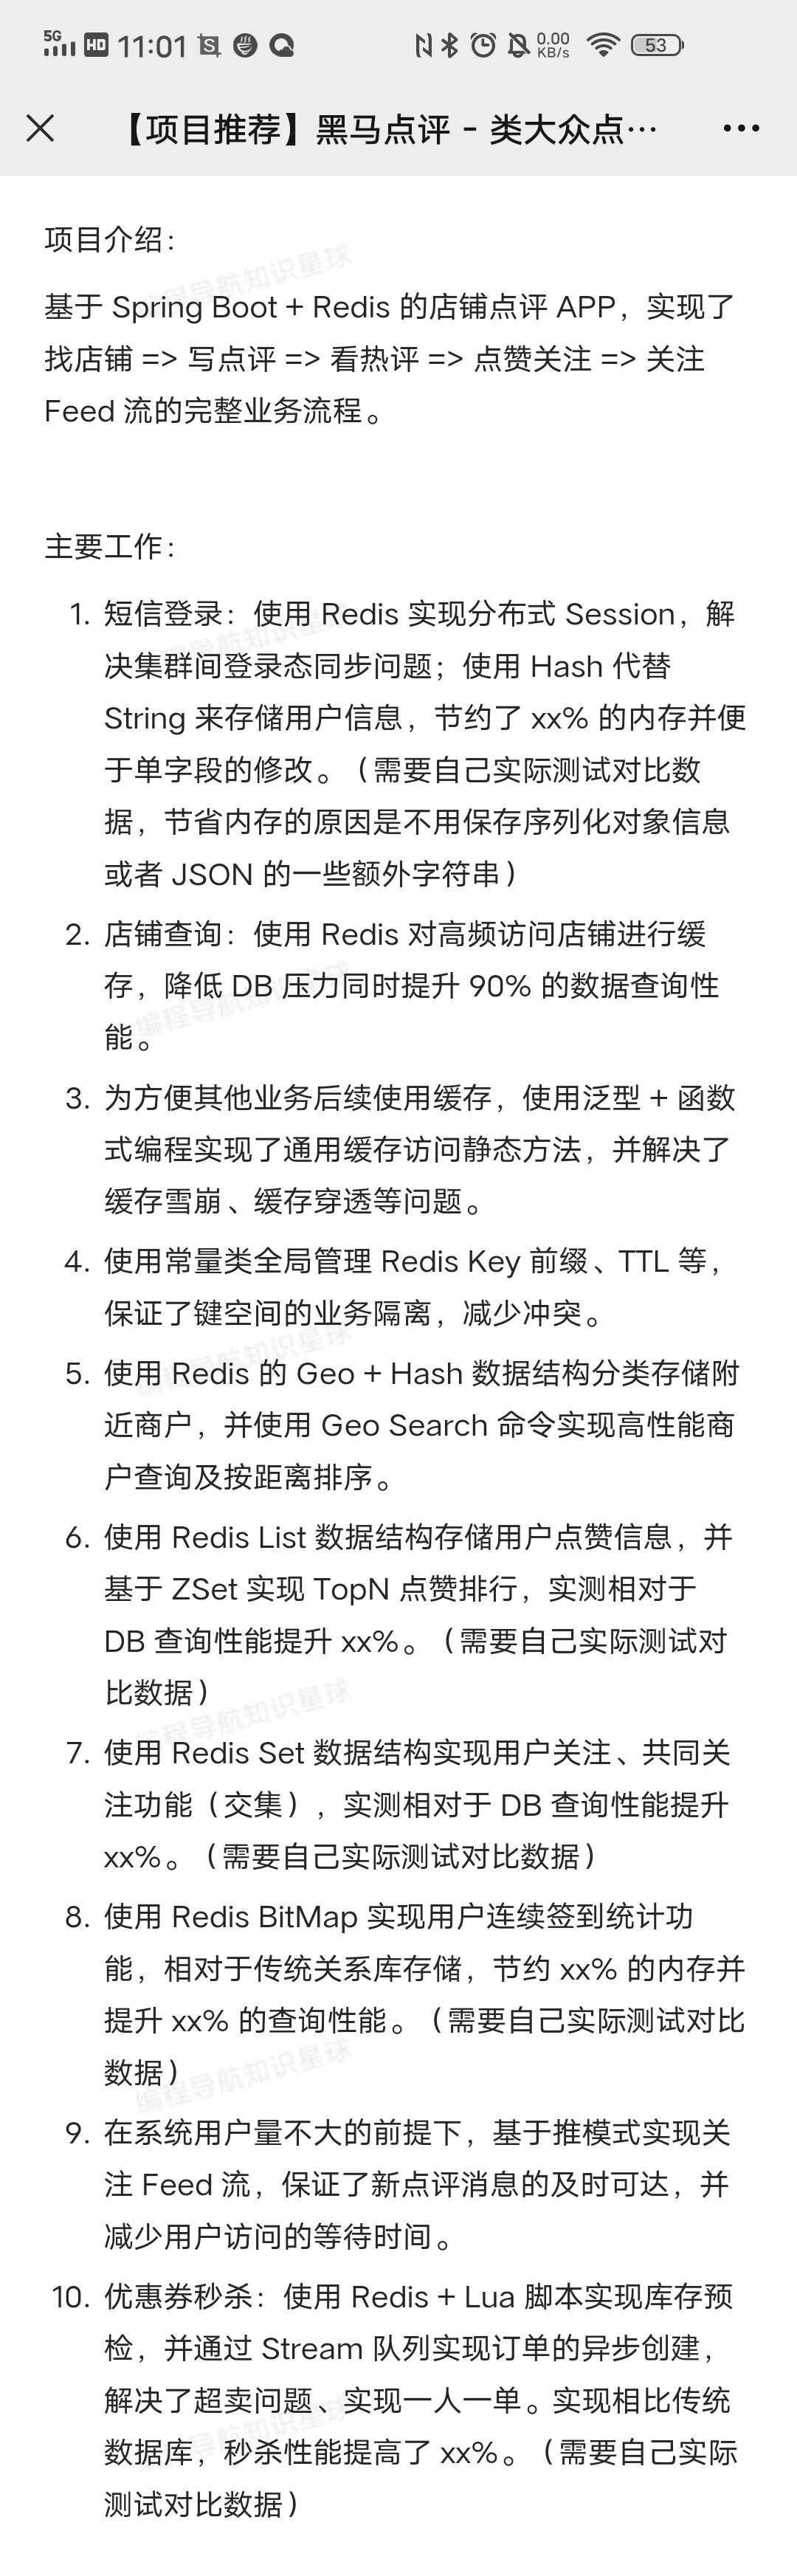 5G HD 11:01 0.00 KB/s 53
【项目推荐】黑马点评 - 类大众点…
项目介绍：
基于 Spring Boot + Redis 的店铺点评 APP，实现了
找店铺 => 写点评 => 看热评 => 点赞关注 => 关注
Feed 流的完整业务流程。
主要工作：
1. 短信登录：使用 Redis 实现分布式 Session，解
决集群间登录态同步问题；使用 Hash 代替
String 来存储用户信息，节约了 xx% 的内存并便
于单字段的修改。（需要自己实际测试对比数
据，节省内存的原因是不用保存序列化对象信息
或者 JSON 的一些额外字符串）
2. 店铺查询：使用 Redis 对高频访问店铺进行缓
存，降低 DB 压力同时提升 90% 的数据查询性
能。
3. 为方便其他业务后续使用缓存，使用泛型 + 函数
式编程实现了通用缓存访问静态方法，并解决了
缓存雪崩、缓存穿透等问题。
4. 使用常量类全局管理 Redis Key 前缀、TTL 等，
保证了键空间的业务隔离，减少冲突。
5. 使用 Redis 的 Geo + Hash 数据结构分类存储附
近商户，并使用 Geo Search 命令实现高性能商
户查询及按距离排序。
6. 使用 Redis List 数据结构存储用户点赞信息，并
基于 ZSet 实现 TopN 点赞排行，实测相对于
DB 查询性能提升 xx%。（需要自己实际测试对
比数据）
7. 使用 Redis Set 数据结构实现用户关注、共同关
注功能（交集），实测相对于 DB 查询性能提升
xx%。（需要自己实际测试对比数据）
8. 使用 Redis BitMap 实现用户连续签到统计功
能，相对于传统关系库存储，节约 xx% 的内存并
提升 xx% 的查询性能。（需要自己实际测试对比
数据）
9. 在系统用户量不大的前提下，基于推模式实现关
注 Feed 流，保证了新点评消息的及时可达，并
减少用户访问的等待时间。
10. 优惠券秒杀：使用 Redis + Lua 脚本实现库存预
检，并通过 Stream 队列实现订单的异步创建，
解决了超卖问题、实现一人一单。实现相比传统
数据库，秒杀性能提高了 xx%。（需要自己实际
测试对比数据）
编程导航知识星球